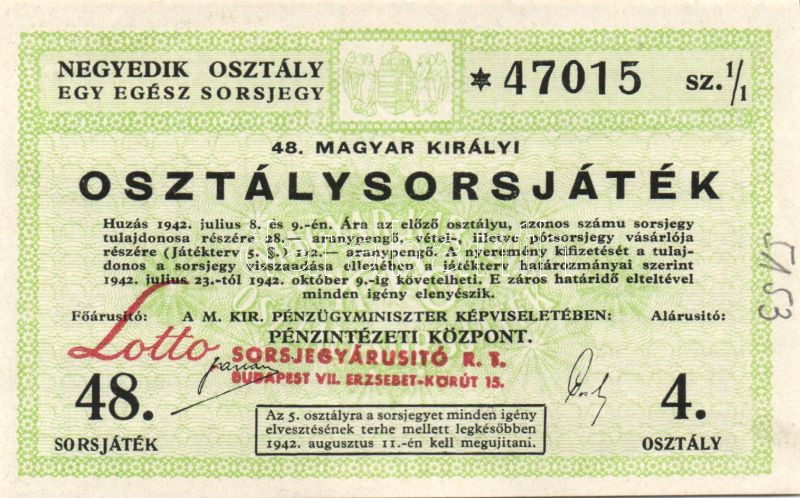 NEGYEDIK OSZTÁLY
EGY EGÉSZ SORSJEGY
*47015 sz. 1/1
48. MAGYAR KIRÁLYI
OSZTÁLYSORSJÁTÉK
Huzás 1942. julius 8. és 9.-én. Ára az előző osztályu, azonos számu sorsjegy
tulajdonosa részére 28.— aranypengő, vétel-, illetve pótsorsjegy vásárlója
részére (Játékterv 5. §.) 112.— aranypengő. A nyeremény kifizetését a tulaj-
donos a sorsjegy visszaadása ellenében a játékterv határozmányai szerint
1942. julius 23.-tól 1942. október 9.-ig követelheti. E záros határidő elteltével
minden igény elenyészik.
Főárusitó: A M. KIR. PÉNZÜGYMINISZTER KÉPVISELETÉBEN: Alárusitó:
PÉNZINTÉZETI KÖZPONT.
Lotto SORSJEGYÁRUSITÓ R. T.
BUDAPEST VII. ERZSEBET-KÖRÚT 15.
48.
SORSJÁTÉK
Az 5. osztályra a sorsjegyet minden igény
elvesztésének terhe mellett legkésőbben
1942. augusztus 11.-én kell megujitani.
4.
OSZTÁLY